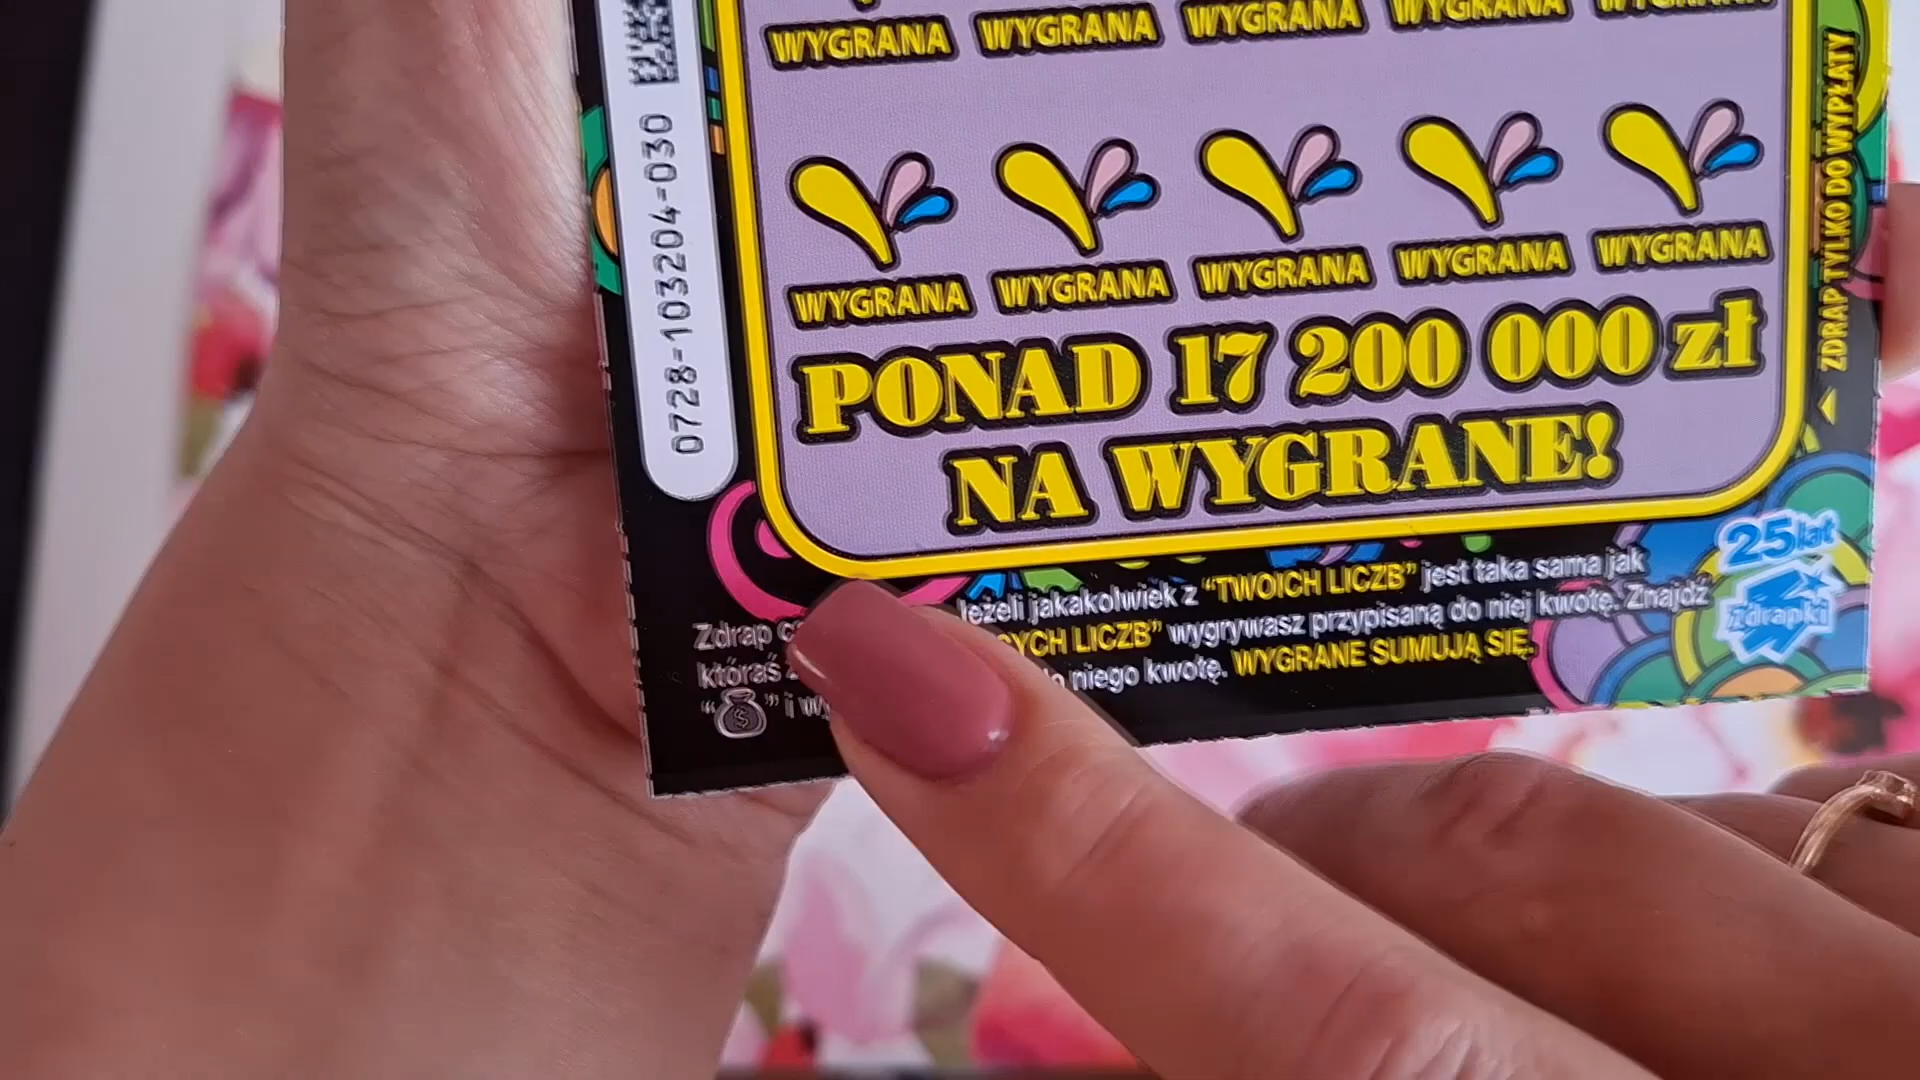 WYGRANA WYGRANA WYGRANA WYGRANA WYGRANA
WYGRANA WYGRANA WYGRANA WYGRANA WYGRANA
PONAD 17 200 000 zł
NA WYGRANE!
0728-103204-030
ZDRAP TYLKO DO WYPŁATY
25 lat
Zdrapki
Zdrap Jeżeli jakakolwiek z “TWOICH LICZB” jest taka sama jak
któraś LICZB” wygrywasz przypisaną do niej kwotę. Znajdź
“$” i niego kwotę. WYGRANE SUMUJĄ SIĘ.